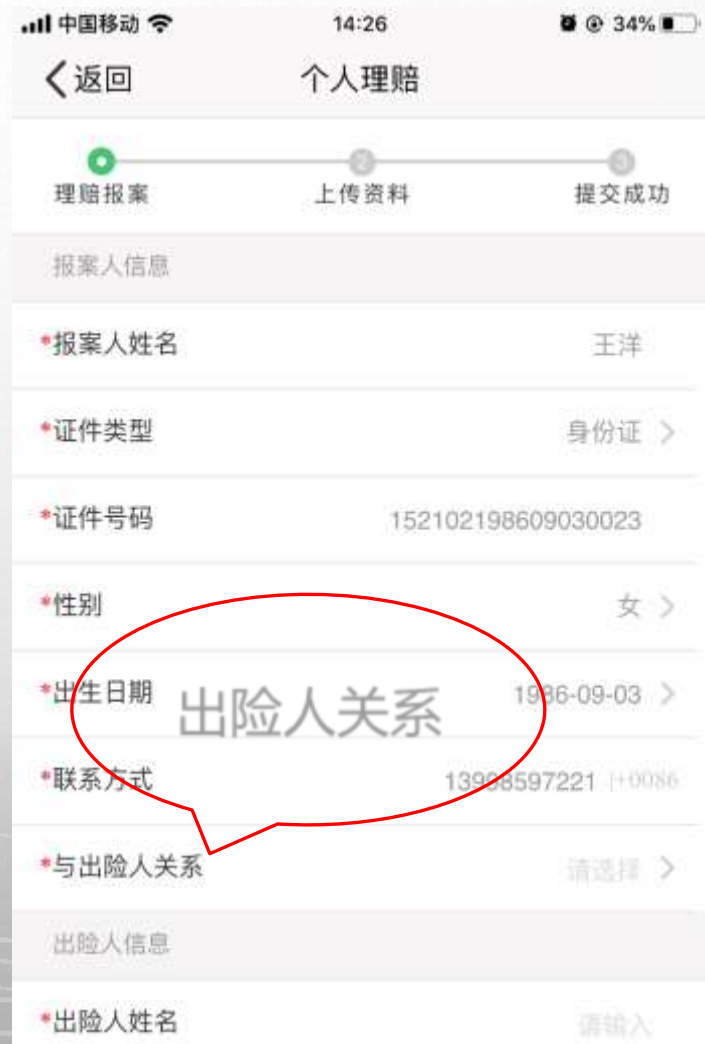 中国移动 14:26 34%
返回 个人理赔
2 3
理赔报案 上传资料 提交成功
报案人信息
*报案人姓名 王洋
*证件类型 身份证
*证件号码 152102198609030023
*性别 女
*出生日期 1986-09-03
出险人关系
*联系方式 13998597221 +0086
*与出险人关系 请选择
出险人信息
*出险人姓名 请输入